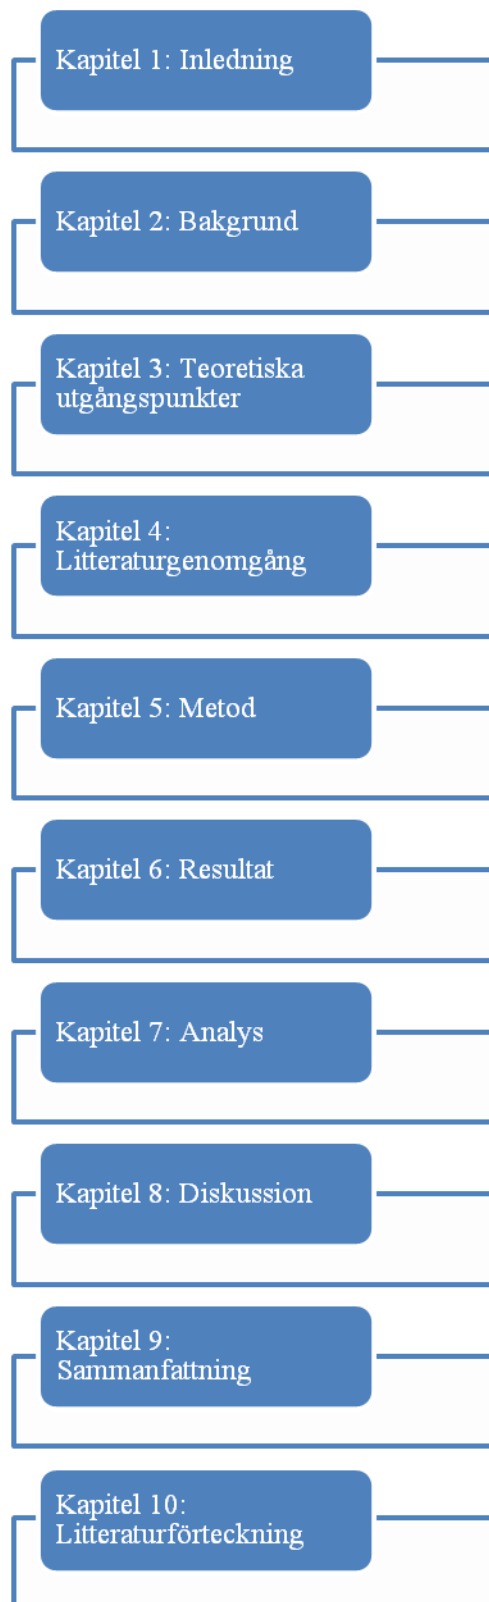 Kapitel 1: Inledning
Kapitel 2: Bakgrund
Kapitel 3: Teoretiska
utgångspunkter
Kapitel 4:
Litteraturgenomgång
Kapitel 5: Metod
Kapitel 6: Resultat
Kapitel 7: Analys
Kapitel 8: Diskussion
Kapitel 9:
Sammanfattning
Kapitel 10:
Litteraturförteckning